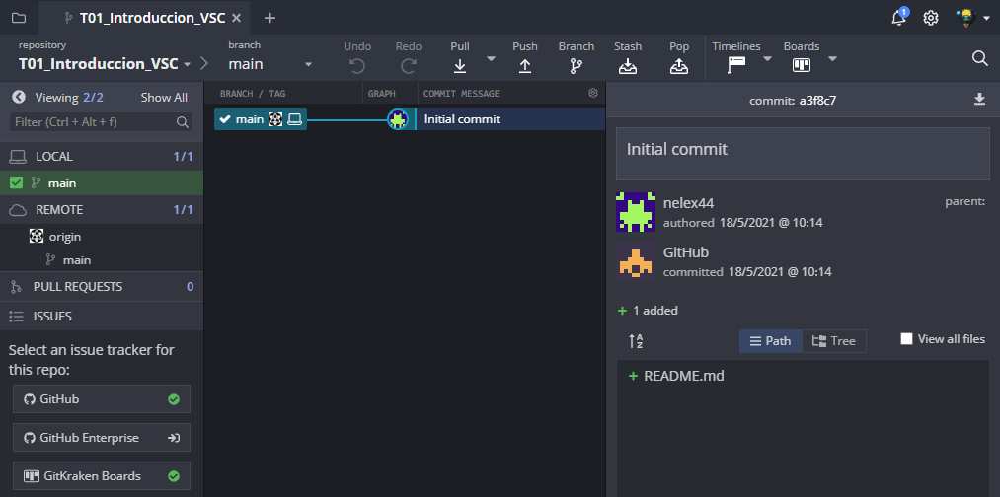 T01_Introduccion_VSC
1
repository
T01_Introduccion_VSC
branch
main
Undo
Redo
Pull
Push
Branch
Stash
Pop
Timelines
Boards
Viewing 2/2
Show All
Filter (Ctrl + Alt + f)
LOCAL
1/1
main
REMOTE
1/1
origin
main
PULL REQUESTS
0
ISSUES
Select an issue tracker for
this repo:
GitHub
GitHub Enterprise
GitKraken Boards
BRANCH / TAG
GRAPH
COMMIT MESSAGE
main
Initial commit
commit: a3f8c7
Initial commit
nelex44
authored 18/5/2021 @ 10:14
parent:
GitHub
committed 18/5/2021 @ 10:14
+ 1 added
A
Z
Path
Tree
View all files
+ README.md